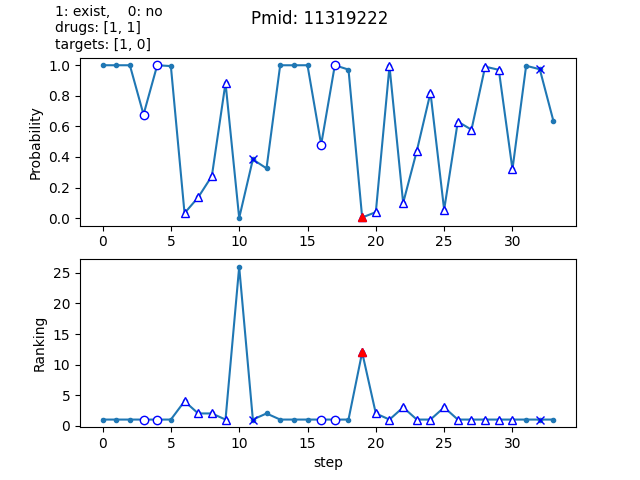 1: exist,    0: no
drugs: [1, 1]
targets: [1, 0]
Pmid: 11319222
Probability
1.0
0.8
0.6
0.4
0.2
0.0
0 5 10 15 20 25 30
Ranking
25
20
15
10
5
0
0 5 10 15 20 25 30
step